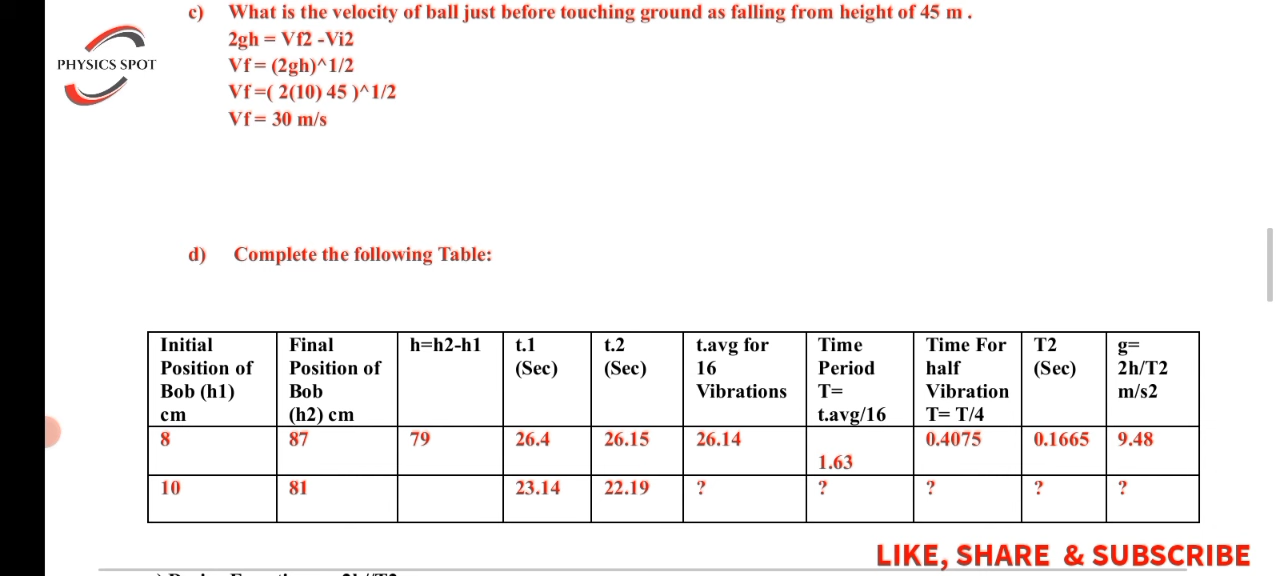 c) What is the velocity of ball just before touching ground as falling from height of 45 m .
2gh = Vf2 -Vi2
PHYSICS SPOT
Vf= (2gh)^1/2
Vf=( 2(10) 45 )^1/2
Vf= 30 m/s
d) Complete the following Table:
Initial Position of Bob (h1) cm | Final Position of Bob (h2) cm | h=h2-h1 | t.1 (Sec) | t.2 (Sec) | t.avg for 16 Vibrations | Time Period T= t.avg/16 | Time For half Vibration T= T/4 | T2 (Sec) | g= 2h/T2 m/s2
8 | 87 | 79 | 26.4 | 26.15 | 26.14 | 1.63 | 0.4075 | 0.1665 | 9.48
10 | 81 | | 23.14 | 22.19 | ? | ? | ? | ? | ?
LIKE, SHARE & SUBSCRIBE